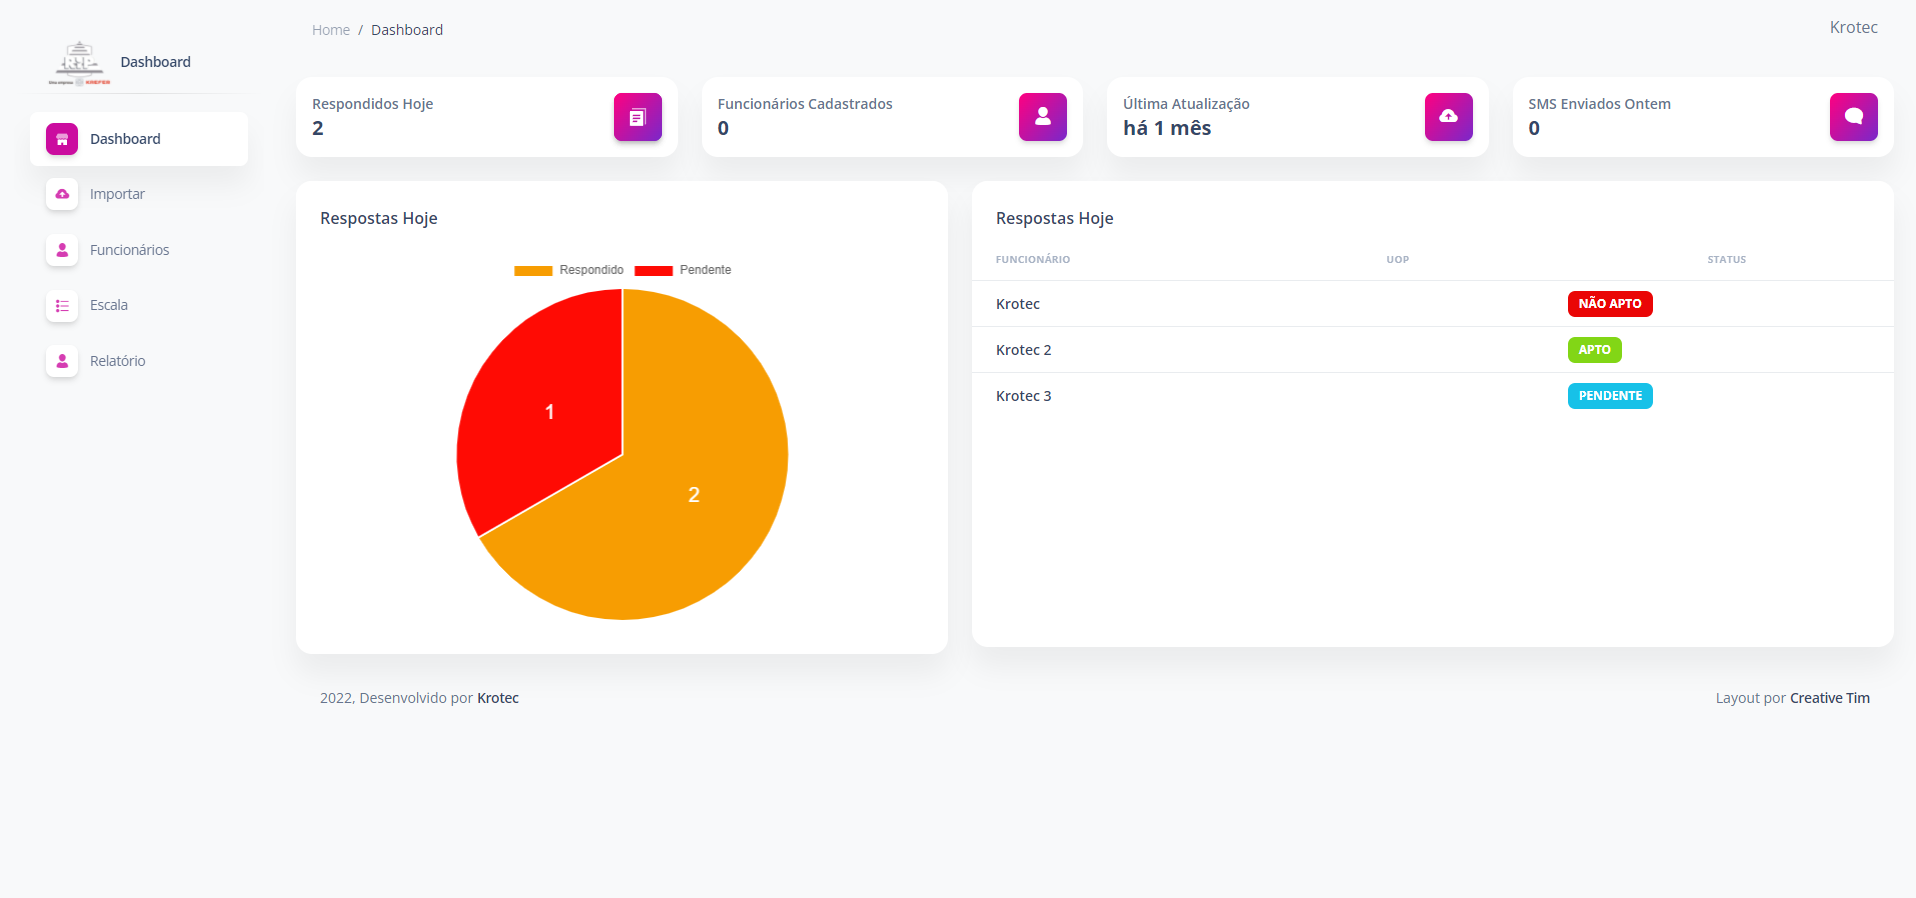 Home / Dashboard
Krotec
RIP
KAEFER
Dashboard
Dashboard
Importar
Funcionários
Escala
Relatório
Respondidos Hoje
2
Funcionários Cadastrados
0
Última Atualização
há 1 mês
SMS Enviados Ontem
0
Respostas Hoje
Respondido Pendente
1
2
Respostas Hoje
FUNCIONÁRIO UOP STATUS
Krotec NÃO APTO
Krotec 2 APTO
Krotec 3 PENDENTE
2022, Desenvolvido por Krotec
Layout por Creative Tim